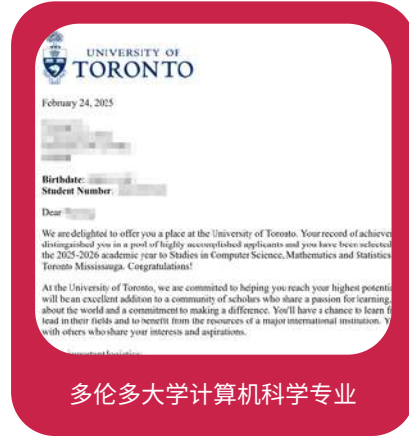 UNIVERSITY OF
TORONTO
February 24, 2025
Birthdate:
Student Number:
Dear
We are delighted to offer you a place at the University of Toronto. Your record of achiever
distinguished you in a pool of highly accomplished applicants and you have been selected
the 2025-2026 academic year to Studies in Computer Science, Mathematics and Statistics
Toronto Mississauga. Congratulations!
At the University of Toronto, we are committed to helping you reach your highest potentia
will be an excellent addition to a community of scholars who share a passion for learning,
about the world and a commitment to making a difference. You'll have a chance to learn f
lead in their fields and to benefit from the resources of a major international institution. Y
with others who share your interests and aspirations.
important logistics
多伦多大学计算机科学专业